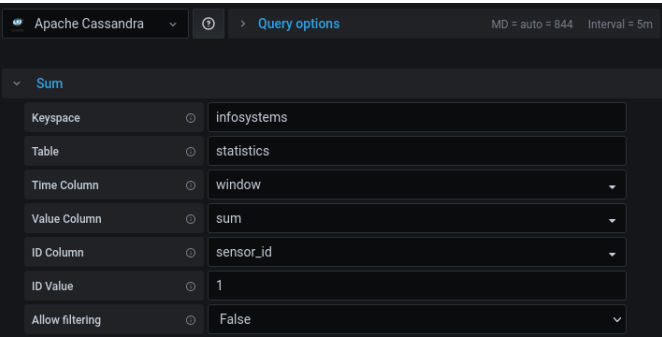 Apache Cassandra Query options MD = auto = 844 Interval = 5m
Sum
Keyspace infosystems
Table statistics
Time Column window
Value Column sum
ID Column sensor_id
ID Value 1
Allow filtering False